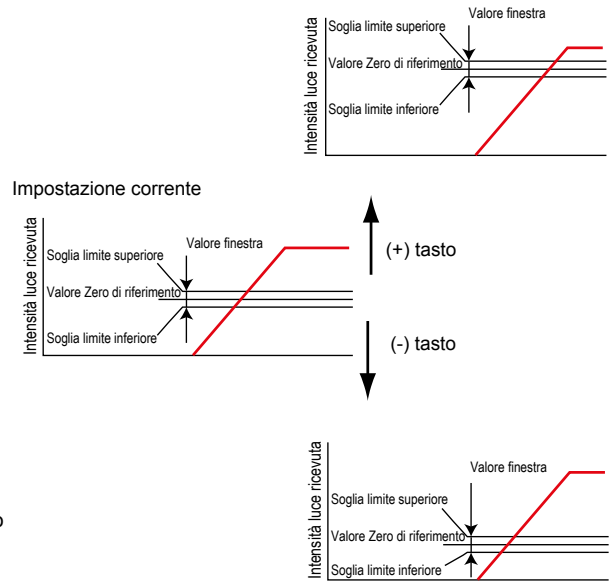 Valore finestra
Soglia limite superiore
Valore Zero di riferimento
Soglia limite inferiore
Intensità luce ricevuta
Impostazione corrente
(+) tasto
Valore finestra
Soglia limite superiore
Valore Zero di riferimento
Soglia limite inferiore
Intensità luce ricevuta
(-) tasto
Valore finestra
Soglia limite superiore
Valore Zero di riferimento
Soglia limite inferiore
Intensità luce ricevuta
o